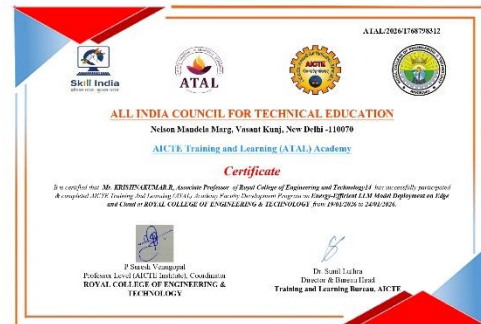 ATAL/2026/1768798312
Skill India
ATAL
AICTE
ALL INDIA COUNCIL FOR TECHNICAL EDUCATION
Nelson Mandela Marg, Vasant Kunj, New Delhi -110070
AICTE Training and Learning (ATAL) Academy
Certificate
It is certified that Mr. KRISHNAKUMAR.R, Associate Professor of Royal College of Engineering and Technology14 has successfully participated
& completed AICTE Training And Learning (ATAL) Academy Faculty Development Program on Energy-Efficient LLM Model Deployment on Edge
and Cloud at ROYAL COLLEGE OF ENGINEERING & TECHNOLOGY from 19/01/2026 to 24/01/2026.
P Suresh Venugopal
Professor Level (AICTE Institute), Coordinator
ROYAL COLLEGE OF ENGINEERING &
TECHNOLOGY
Dr. Sunil Luthra
Director & Bureau Head
Training and Learning Bureau, AICTE